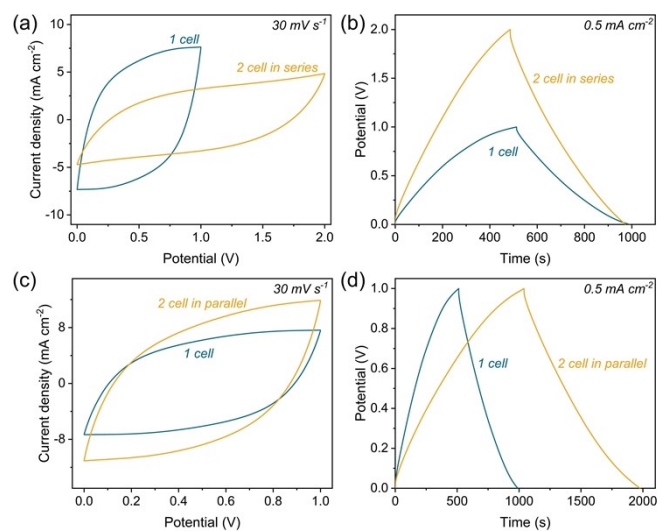 (a)
30 mV s⁻¹
1 cell
2 cell in series
Current density (mA cm⁻²)
10
5
0
-5
-10
0.0 0.5 1.0 1.5 2.0
Potential (V)
(b)
0.5 mA cm⁻²
2 cell in series
1 cell
Potential (V)
2.0
1.5
1.0
0.5
0.0
0 200 400 600 800 1000
Time (s)
(c)
30 mV s⁻¹
2 cell in parallel
1 cell
Current density (mA cm⁻²)
8
0
-8
0.0 0.2 0.4 0.6 0.8 1.0
Potential (V)
(d)
0.5 mA cm⁻²
1 cell
2 cell in parallel
Potential (V)
1.0
0.8
0.6
0.4
0.2
0.0
0 500 1000 1500 2000
Time (s)